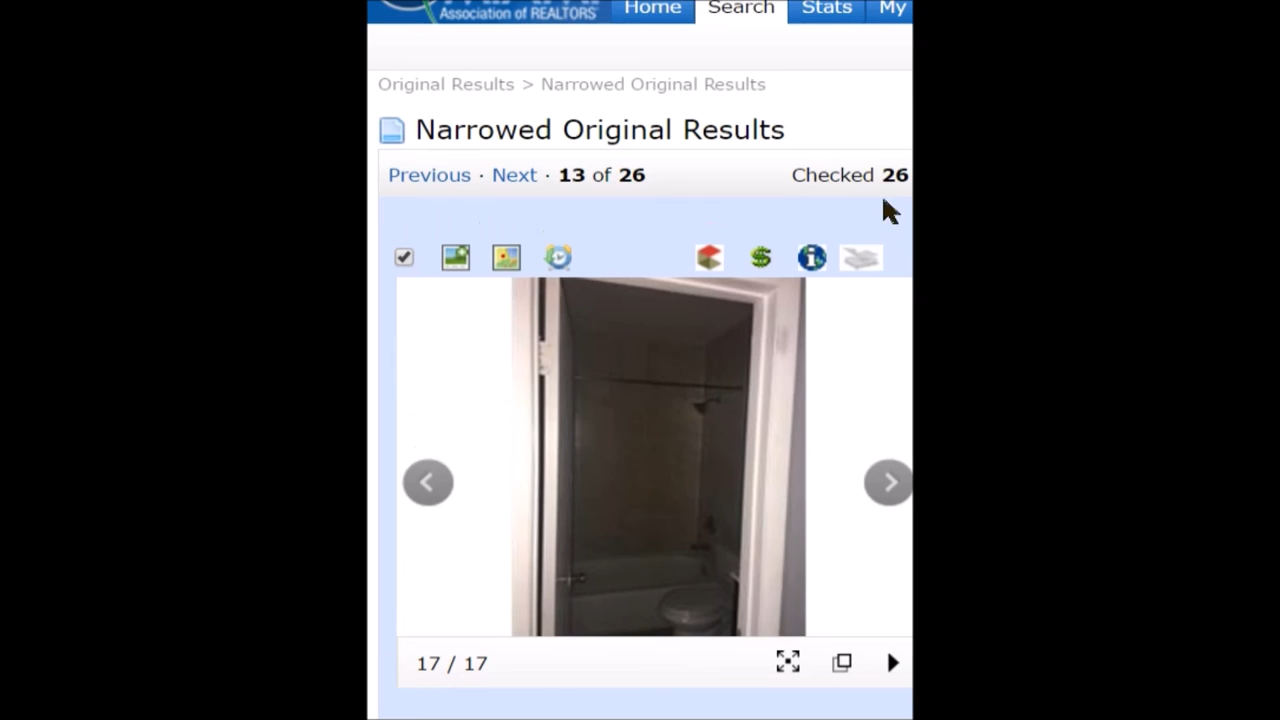 Association of REALTORS®
Home
Search
Stats
My
Original Results > Narrowed Original Results
Narrowed Original Results
Previous · Next · 13 of 26
Checked 26
17 / 17